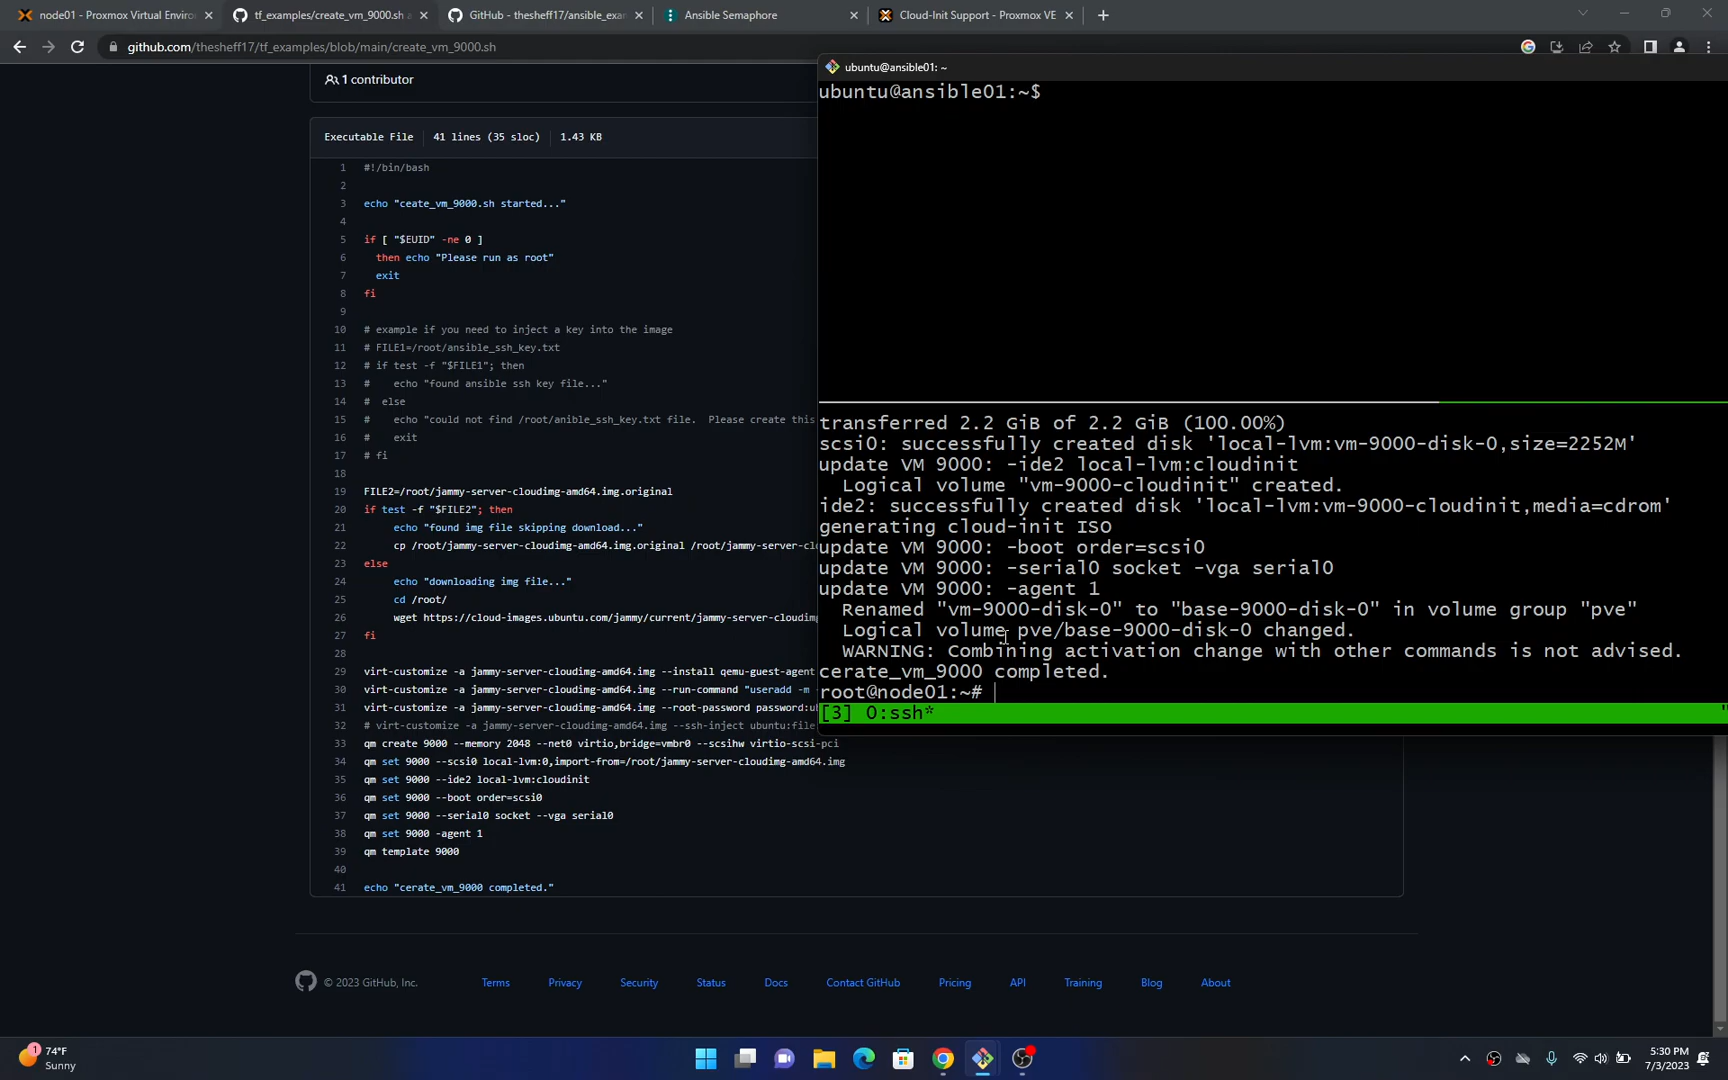 node01 - Proxmox Virtual Enviro
tf_examples/create_vm_9000.sh a
GitHub - thesheff17/ansible_exa
Ansible Semaphore
Cloud-Init Support - Proxmox VE
github.com/thesheff17/tf_examples/blob/main/create_vm_9000.sh
1 contributor
Executable File 41 lines (35 sloc) 1.43 KB
1 #!/bin/bash
2
3 echo "ceate_vm_9000.sh started..."
4
5 if [ "$EUID" -ne 0 ]
6 then echo "Please run as root"
7 exit
8 fi
9
10 # example if you need to inject a key into the image
11 # FILE1=/root/ansible_ssh_key.txt
12 # if test -f "$FILE1"; then
13 # echo "found ansible ssh key file..."
14 # else
15 # echo "could not find /root/anible_ssh_key.txt file. Please create this
16 # exit
17 # fi
18
19 FILE2=/root/jammy-server-cloudimg-amd64.img.original
20 if test -f "$FILE2"; then
21 echo "found img file skipping download..."
22 cp /root/jammy-server-cloudimg-amd64.img.original /root/jammy-server-cl
23 else
24 echo "downloading img file..."
25 cd /root/
26 wget https://cloud-images.ubuntu.com/jammy/current/jammy-server-cloudimg
27 fi
28
29 virt-customize -a jammy-server-cloudimg-amd64.img --install qemu-guest-agent
30 virt-customize -a jammy-server-cloudimg-amd64.img --run-command "useradd -m
31 virt-customize -a jammy-server-cloudimg-amd64.img --root-password password:ub
32 # virt-customize -a jammy-server-cloudimg-amd64.img --ssh-inject ubuntu:file
33 qm create 9000 --memory 2048 --net0 virtio,bridge=vmbr0 --scsihw virtio-scsi-pci
34 qm set 9000 --scsi0 local-lvm:0,import-from=/root/jammy-server-cloudimg-amd64.img
35 qm set 9000 --ide2 local-lvm:cloudinit
36 qm set 9000 --boot order=scsi0
37 qm set 9000 --serial0 socket --vga serial0
38 qm set 9000 -agent 1
39 qm template 9000
40
41 echo "cerate_vm_9000 completed."
ubuntu@ansible01: ~
ubuntu@ansible01:~$
transferred 2.2 GiB of 2.2 GiB (100.00%)
scsi0: successfully created disk 'local-lvm:vm-9000-disk-0,size=2252M'
update VM 9000: -ide2 local-lvm:cloudinit
Logical volume "vm-9000-cloudinit" created.
ide2: successfully created disk 'local-lvm:vm-9000-cloudinit,media=cdrom'
generating cloud-init ISO
update VM 9000: -boot order=scsi0
update VM 9000: -serial0 socket -vga serial0
update VM 9000: -agent 1
Renamed "vm-9000-disk-0" to "base-9000-disk-0" in volume group "pve"
Logical volume pve/base-9000-disk-0 changed.
WARNING: Combining activation change with other commands is not advised.
cerate_vm_9000 completed.
root@node01:~#
[3] 0:ssh*
© 2023 GitHub, Inc. Terms Privacy Security Status Docs Contact GitHub Pricing API Training Blog About
1
74°F
Sunny
5:30 PM
7/3/2023